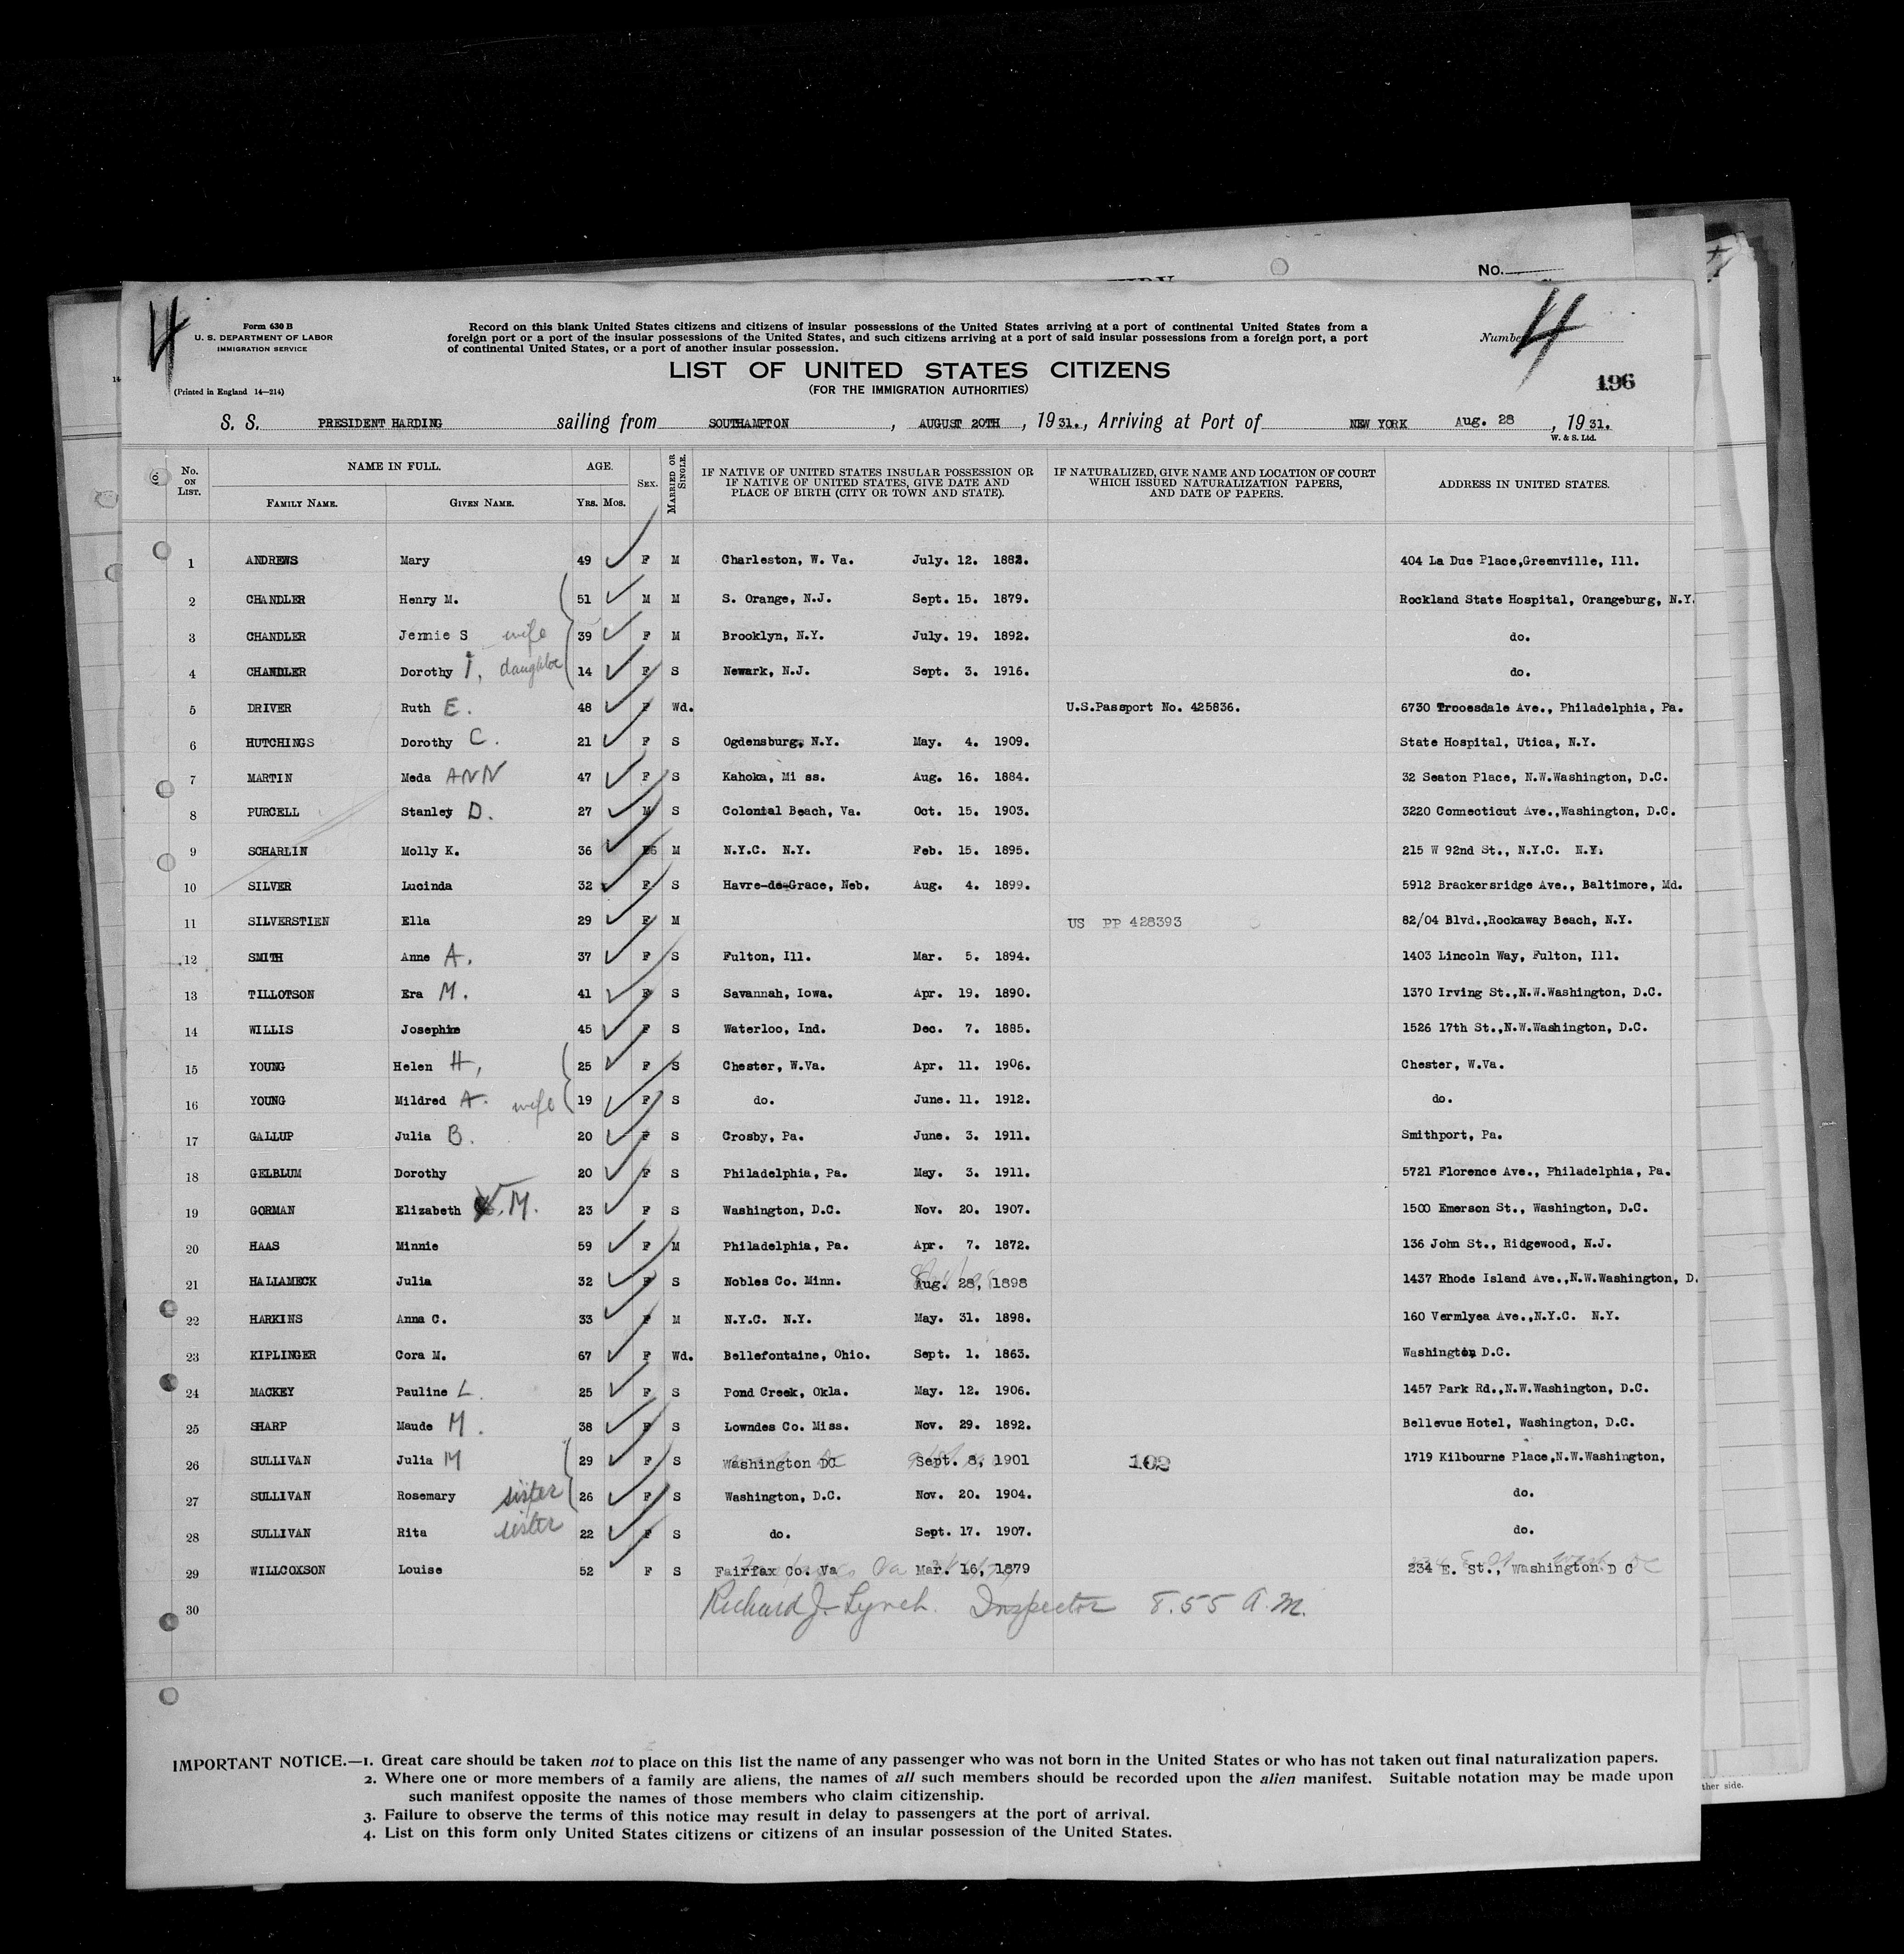 No.
4
Form 630 B
U. S. DEPARTMENT OF LABOR
IMMIGRATION SERVICE
(Printed in England 14—214)
Record on this blank United States citizens and citizens of insular possessions of the United States arriving at a port of continental United States from a
foreign port or a port of the insular possessions of the United States, and such citizens arriving at a port of said insular possessions from a foreign port, a port
of continental United States, or a port of another insular possession.
Number 4
LIST OF UNITED STATES CITIZENS
(FOR THE IMMIGRATION AUTHORITIES)
196
S. S. PRESIDENT HARDING sailing from SOUTHAMPTON, AUGUST 20TH, 1931., Arriving at Port of NEW YORK Aug. 28, 1931.
W. & S. Ltd.
No. ON LIST. NAME IN FULL. AGE. SEX. MARRIED OR SINGLE. IF NATIVE OF UNITED STATES INSULAR POSSESSION OR IF NATIVE OF UNITED STATES, GIVE DATE AND PLACE OF BIRTH (CITY OR TOWN AND STATE). IF NATURALIZED, GIVE NAME AND LOCATION OF COURT WHICH ISSUED NATURALIZATION PAPERS, AND DATE OF PAPERS. ADDRESS IN UNITED STATES.
FAMILY NAME. GIVEN NAME. YRS. MOS.
1 ANDREWS Mary 49 F M Charleston, W. Va. July. 12. 1882. 404 La Due Place,Greenville, Ill.
2 CHANDLER Henry M. 51 M M S. Orange, N.J. Sept. 15. 1879. Rockland State Hospital, Orangeburg, N.Y.
3 CHANDLER Jennie S wife 39 F M Brooklyn, N.Y. July. 19. 1892. do.
4 CHANDLER Dorothy I, daughter 14 F S Newark, N.J. Sept. 3. 1916. do.
5 DRIVER Ruth E. 48 F Wd. U.S.Passport No. 425836. 6730 Ave., Philadelphia, Pa.
6 HUTCHINGS Dorothy C. 21 F S Ogdensburg, N.Y. May. 4. 1909. State Hospital, Utica, N.Y.
7 MARTIN Meda ANN 47 F S Kahoka, Mi ss. Aug. 16. 1884. 32 Seaton Place, N.W.Washington, D.C.
8 PURCELL Stanley D. 27 M S Colonial Beach, Va. Oct. 15. 1903. 3220 Connecticut Ave.,Washington, D.C.
9 SCHARLIN Molly K. 36 M N.Y.C. N.Y. Feb. 15. 1895. 215 W 92nd St., N.Y.C. N.Y.
10 SILVER Lucinda 32 F S Havre-de-Grace, Neb. Aug. 4. 1899. 5912 Brackersridge Ave., Baltimore, Md.
11 SILVERSTIEN Ella 29 F M US PP 428393 82/04 Blvd.,Rockaway Beach, N.Y.
12 SMITH Anne A. 37 F S Fulton, Ill. Mar. 5. 1894. 1403 Lincoln Way, Fulton, Ill.
13 TILLOTSON Era M. 41 F S Savannah, Iowa. Apr. 19. 1890. 1370 Irving St.,N.W.Washington, D.C.
14 WILLIS Josephine 45 F S Waterloo, Ind. Dec. 7. 1885. 1526 17th St.,N.W.Washington, D.C.
15 YOUNG Helen H, 25 F S Chester, W.Va. Apr. 11. 1906. Chester, W.Va.
16 YOUNG Mildred A. wife 19 F S do. June. 11. 1912. do.
17 GALLUP Julia B. 20 F S Crosby, Pa. June. 3. 1911. Smithport, Pa.
18 GELBLUM Dorothy 20 F S Philadelphia, Pa. May. 3. 1911. 5721 Florence Ave., Philadelphia, Pa.
19 GORMAN Elizabeth M. 23 F S Washington, D.C. Nov. 20. 1907. 1500 Emerson St., Washington, D.C.
20 HAAS Minnie 59 F M Philadelphia, Pa. Apr. 7. 1872. 136 John St., Ridgewood, N.J.
21 HALLAMECK Julia 32 F S Nobles Co. Minn. Aug. 28, 1898 1437 Rhode Island Ave.,N.W.Washington, D.
22 HARKINS Anna C. 33 F M N.Y.C. N.Y. May. 31. 1898. 160 Vermlyea Ave.,N.Y.C. N.Y.
23 KIPLINGER Cora M. 67 F Wd. Bellefontaine, Ohio. Sept. 1. 1863. Washington D.C.
24 MACKEY Pauline L. 25 F S Pond Creek, Okla. May. 12. 1906. 1457 Park Rd.,N.W.Washington, D.C.
25 SHARP Maude M. 38 F S Lowndes Co. Miss. Nov. 29. 1892. Bellevue Hotel, Washington, D.C.
26 SULLIVAN Julia M 29 F S Washington DC Sept. 8, 1901 102 1719 Kilbourne Place,N.W.Washington,
27 SULLIVAN Rosemary sister 26 F S Washington, D.C. Nov. 20. 1904. do.
28 SULLIVAN Rita sister 22 F S do. Sept. 17. 1907. do.
29 WILLCOXSON Louise 52 F S Fairfax Co. Va Mar. 16, 1879 234 E. St., Washington D C
30 Richard J. Lynch. Inspector 8.55 A.M.
IMPORTANT NOTICE.—1. Great care should be taken not to place on this list the name of any passenger who was not born in the United States or who has not taken out final naturalization papers.
2. Where one or more members of a family are aliens, the names of all such members should be recorded upon the alien manifest. Suitable notation may be made upon
such manifest opposite the names of those members who claim citizenship.
3. Failure to observe the terms of this notice may result in delay to passengers at the port of arrival.
4. List on this form only United States citizens or citizens of an insular possession of the United States.
ther side.